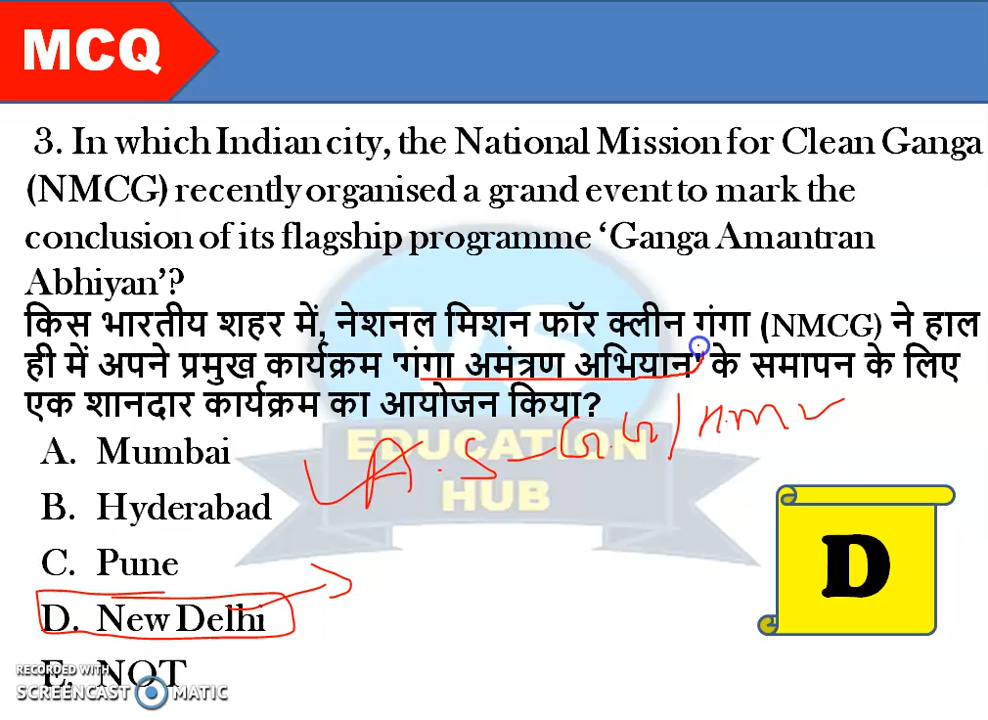 MCQ
3. In which Indian city, the National Mission for Clean Ganga
(NMCG) recently organised a grand event to mark the
conclusion of its flagship programme ‘Ganga Amantran
Abhiyan’?
किस भारतीय शहर में, नेशनल मिशन फॉर क्लीन गंगा (NMCG) ने हाल
ही में अपने प्रमुख कार्यक्रम 'गंगा अमंत्रण अभियान' के समापन के लिए
एक शानदार कार्यक्रम का आयोजन किया?
A. Mumbai
B. Hyderabad
C. Pune
D. New Delhi
E. NOT
VS
EDUCATION
HUB
D
RECORDED WITH
SCREENCAST MATIC